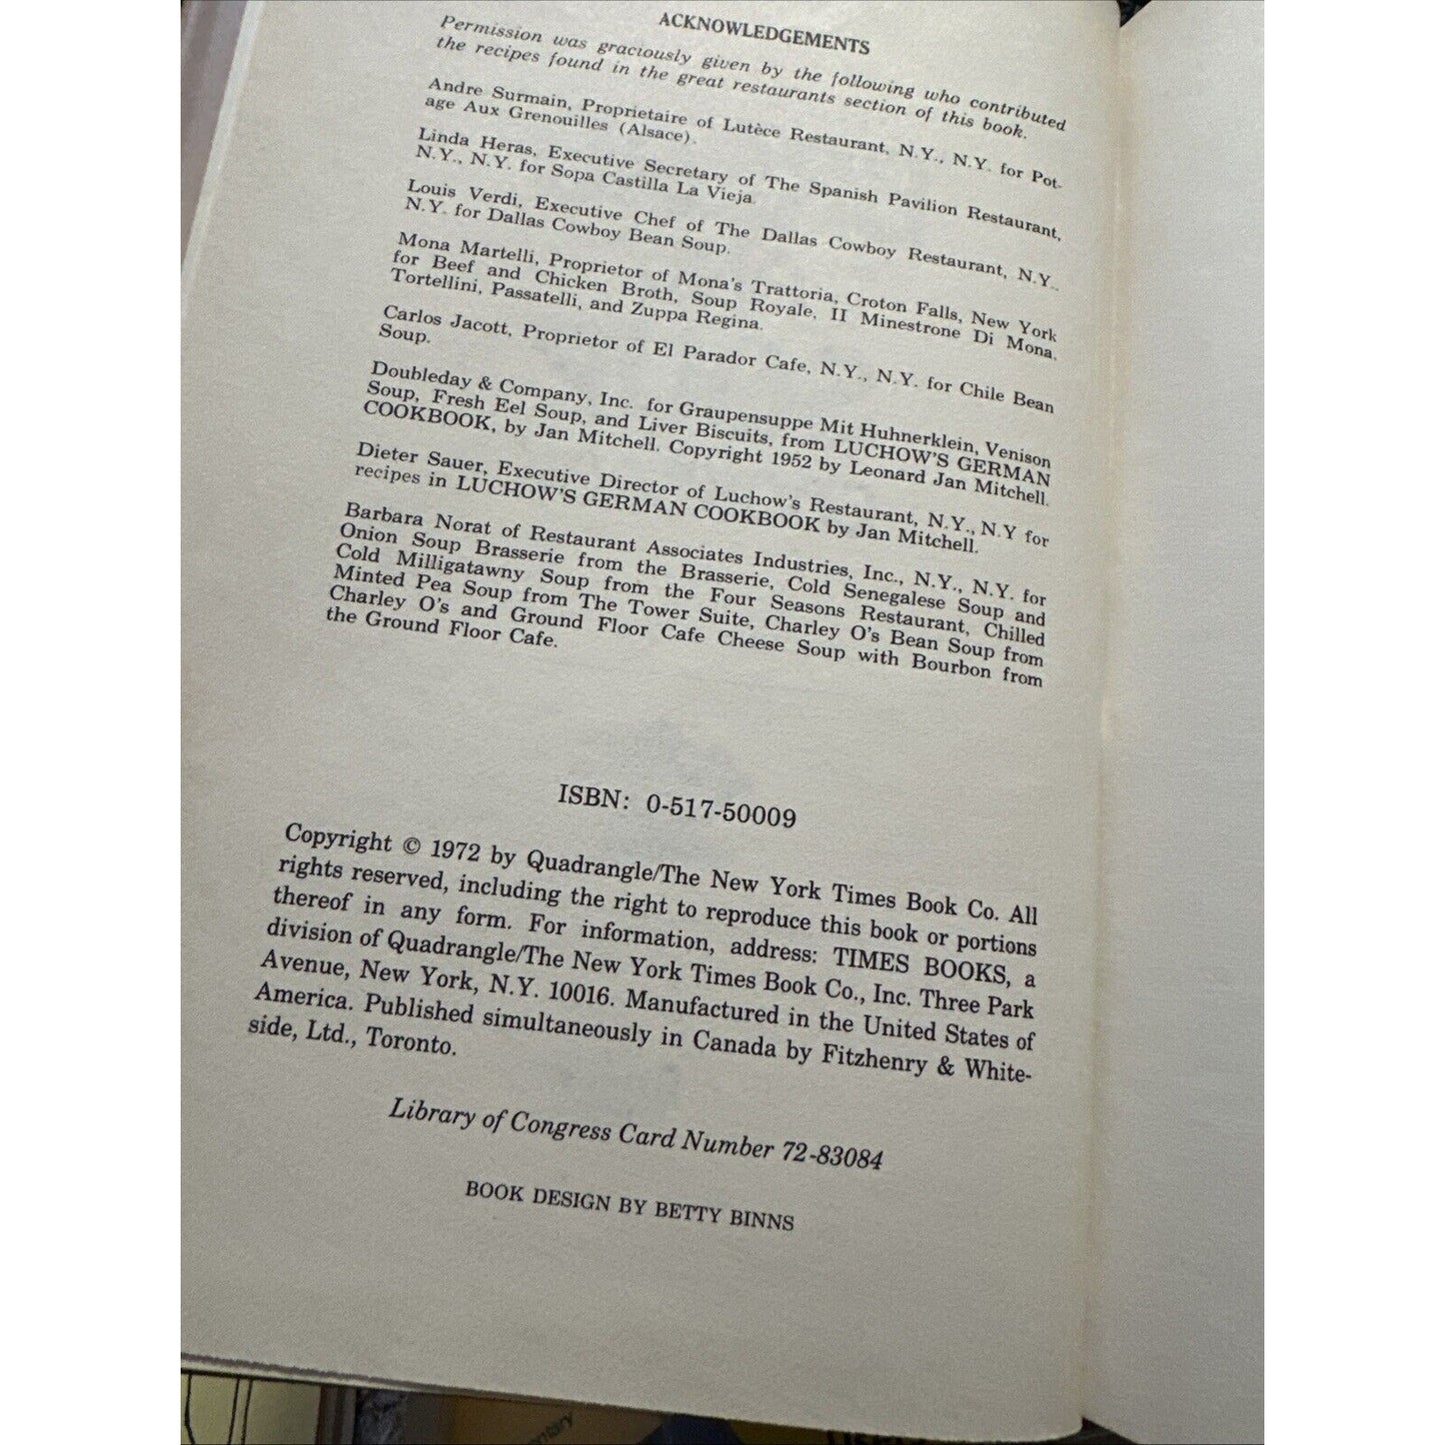 ACKNOWLEDGEMENTS
Permission was graciously given by the following who contributed
the recipes found in the great restaurants section of this book.
Andre Surmain, Proprietaire of Lutèce Restaurant, N.Y., N.Y. for Pot-
age Aux Grenouilles (Alsace).
Linda Heras, Executive Secretary of The Spanish Pavilion Restaurant,
N.Y., N.Y. for Sopa Castilla La Vieja.
Louis Verdi, Executive Chef of The Dallas Cowboy Restaurant, N.Y.,
N.Y. for Dallas Cowboy Bean Soup.
Mona Martelli, Proprietor of Mona's Trattoria, Croton Falls, New York
for Beef and Chicken Broth, Soup Royale, II Minestrone Di Mona,
Tortellini, Passatelli, and Zuppa Regina.
Carlos Jacott, Proprietor of El Parador Cafe, N.Y., N.Y. for Chile Bean
Soup.
Doubleday & Company, Inc. for Graupensuppe Mit Huhnerklein, Venison
Soup, Fresh Eel Soup, and Liver Biscuits, from LUCHOW'S GERMAN
COOKBOOK, by Jan Mitchell. Copyright 1952 by Leonard Jan Mitchell.
Dieter Sauer, Executive Director of Luchow's Restaurant, N.Y., N.Y for
recipes in LUCHOW'S GERMAN COOKBOOK by Jan Mitchell.
Barbara Norat of Restaurant Associates Industries, Inc., N.Y., N.Y. for
Onion Soup Brasserie from the Brasserie, Cold Senegalese Soup and
Cold Milligatawny Soup from the Four Seasons Restaurant, Chilled
Minted Pea Soup from The Tower Suite, Charley O's Bean Soup from
Charley O's and Ground Floor Cafe Cheese Soup with Bourbon from
the Ground Floor Cafe.
ISBN: 0-517-50009
Copyright © 1972 by Quadrangle/The New York Times Book Co. All
rights reserved, including the right to reproduce this book or portions
thereof in any form. For information, address: TIMES BOOKS, a
division of Quadrangle/The New York Times Book Co., Inc. Three Park
Avenue, New York, N.Y. 10016. Manufactured in the United States of
America. Published simultaneously in Canada by Fitzhenry & White-
side, Ltd., Toronto.
Library of Congress Card Number 72-83084
BOOK DESIGN BY BETTY BINNS